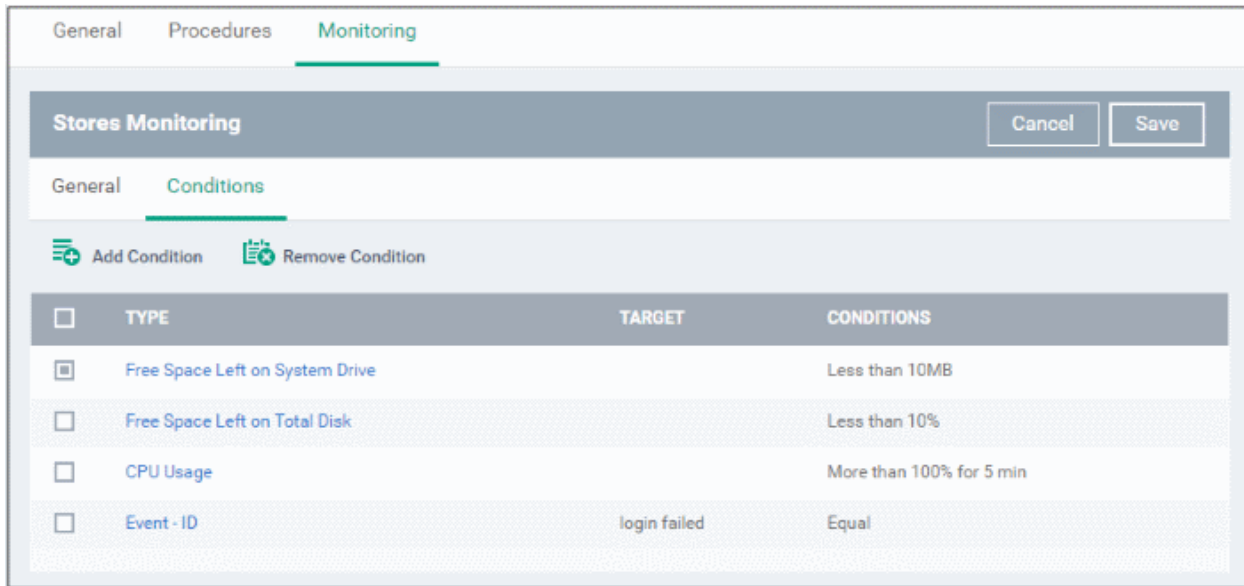 General Procedures Monitoring
Stores Monitoring Cancel Save
General Conditions
Add Condition Remove Condition
TYPE TARGET CONDITIONS
Free Space Left on System Drive Less than 10MB
Free Space Left on Total Disk Less than 10%
CPU Usage More than 100% for 5 min
Event - ID login failed Equal